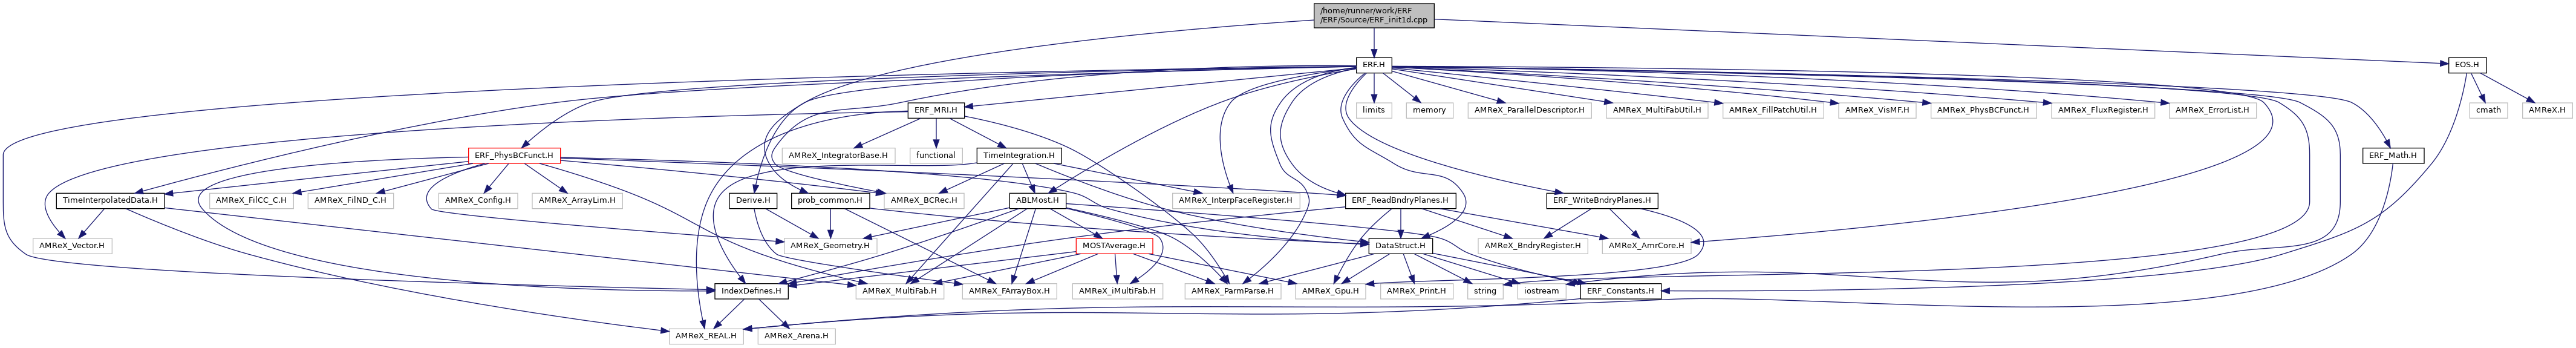 /home/runner/work/ERF
/ERF/Source/ERF_init1d.cpp
ERF.H
EOS.H
ERF_MRI.H
limits
memory
AMReX_ParallelDescriptor.H
AMReX_MultiFabUtil.H
AMReX_FillPatchUtil.H
AMReX_VisMF.H
AMReX_PhysBCFunct.H
AMReX_FluxRegister.H
AMReX_ErrorList.H
cmath
AMReX.H
ERF_PhysBCFunct.H
AMReX_IntegratorBase.H
functional
TimeIntegration.H
ERF_Math.H
TimeInterpolatedData.H
AMReX_FilCC_C.H
AMReX_FilND_C.H
AMReX_Config.H
AMReX_ArrayLim.H
Derive.H
prob_common.H
AMReX_BCRec.H
ABLMost.H
AMReX_InterpFaceRegister.H
ERF_ReadBndryPlanes.H
ERF_WriteBndryPlanes.H
AMReX_Vector.H
AMReX_Geometry.H
MOSTAverage.H
DataStruct.H
AMReX_BndryRegister.H
AMReX_AmrCore.H
IndexDefines.H
AMReX_MultiFab.H
AMReX_FArrayBox.H
AMReX_iMultiFab.H
AMReX_ParmParse.H
AMReX_Gpu.H
AMReX_Print.H
string
iostream
ERF_Constants.H
AMReX_REAL.H
AMReX_Arena.H